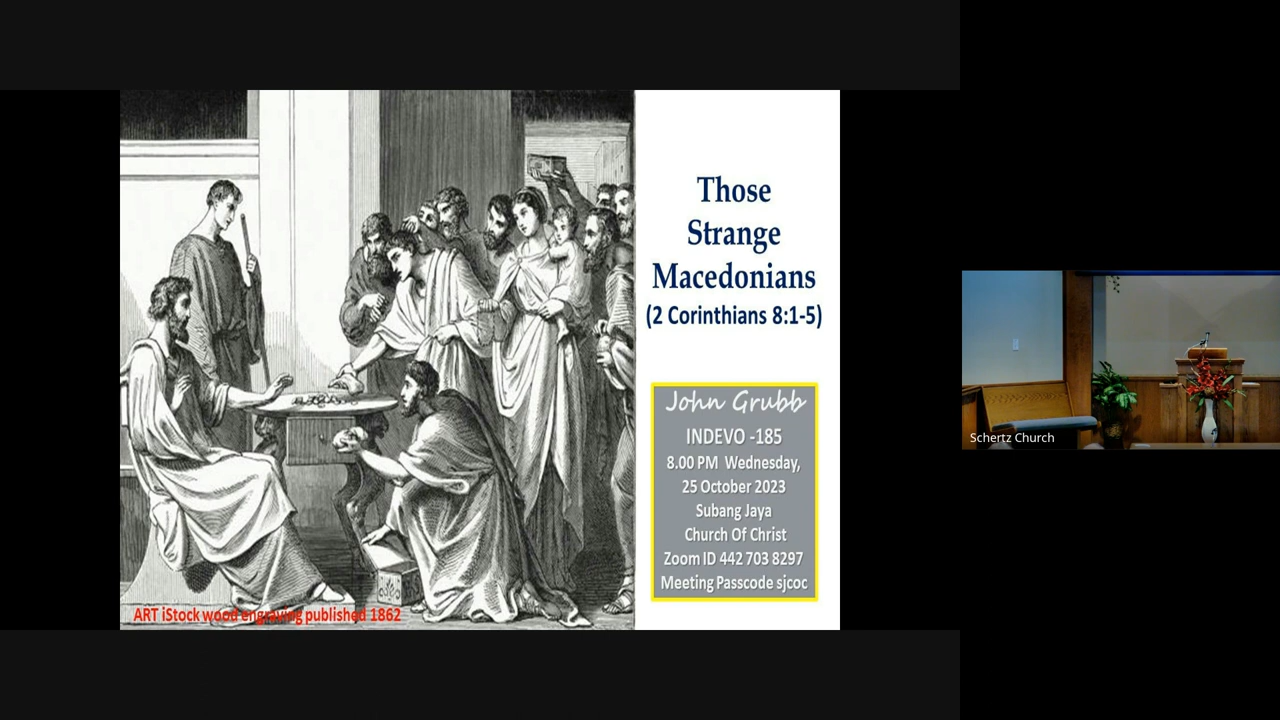 Those
Strange
Macedonians
(2 Corinthians 8:1-5)
John Grubb
INDEVO -185
8.00 PM Wednesday,
25 October 2023
Subang Jaya
Church Of Christ
Zoom ID 442 703 8297
Meeting Passcode sjcoc
ART iStock wood engraving published 1862
Schertz Church